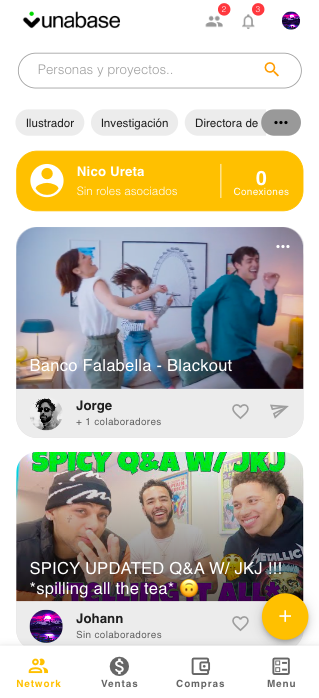 unabase
2
3
Personas y proyectos..
Ilustrador
Investigación
Directora de
Nico Ureta
Sin roles asociados
0
Conexiones
Banco Falabella - Blackout
Jorge
+ 1 colaboradores
SPICY Q&A W/ JKJ
METALLIC
SPICY UPDATED Q&A W/ JKJ !!!
*spilling all the tea* 🙃
Johann
Sin colaboradores
+
Network
Ventas
Compras
Menu